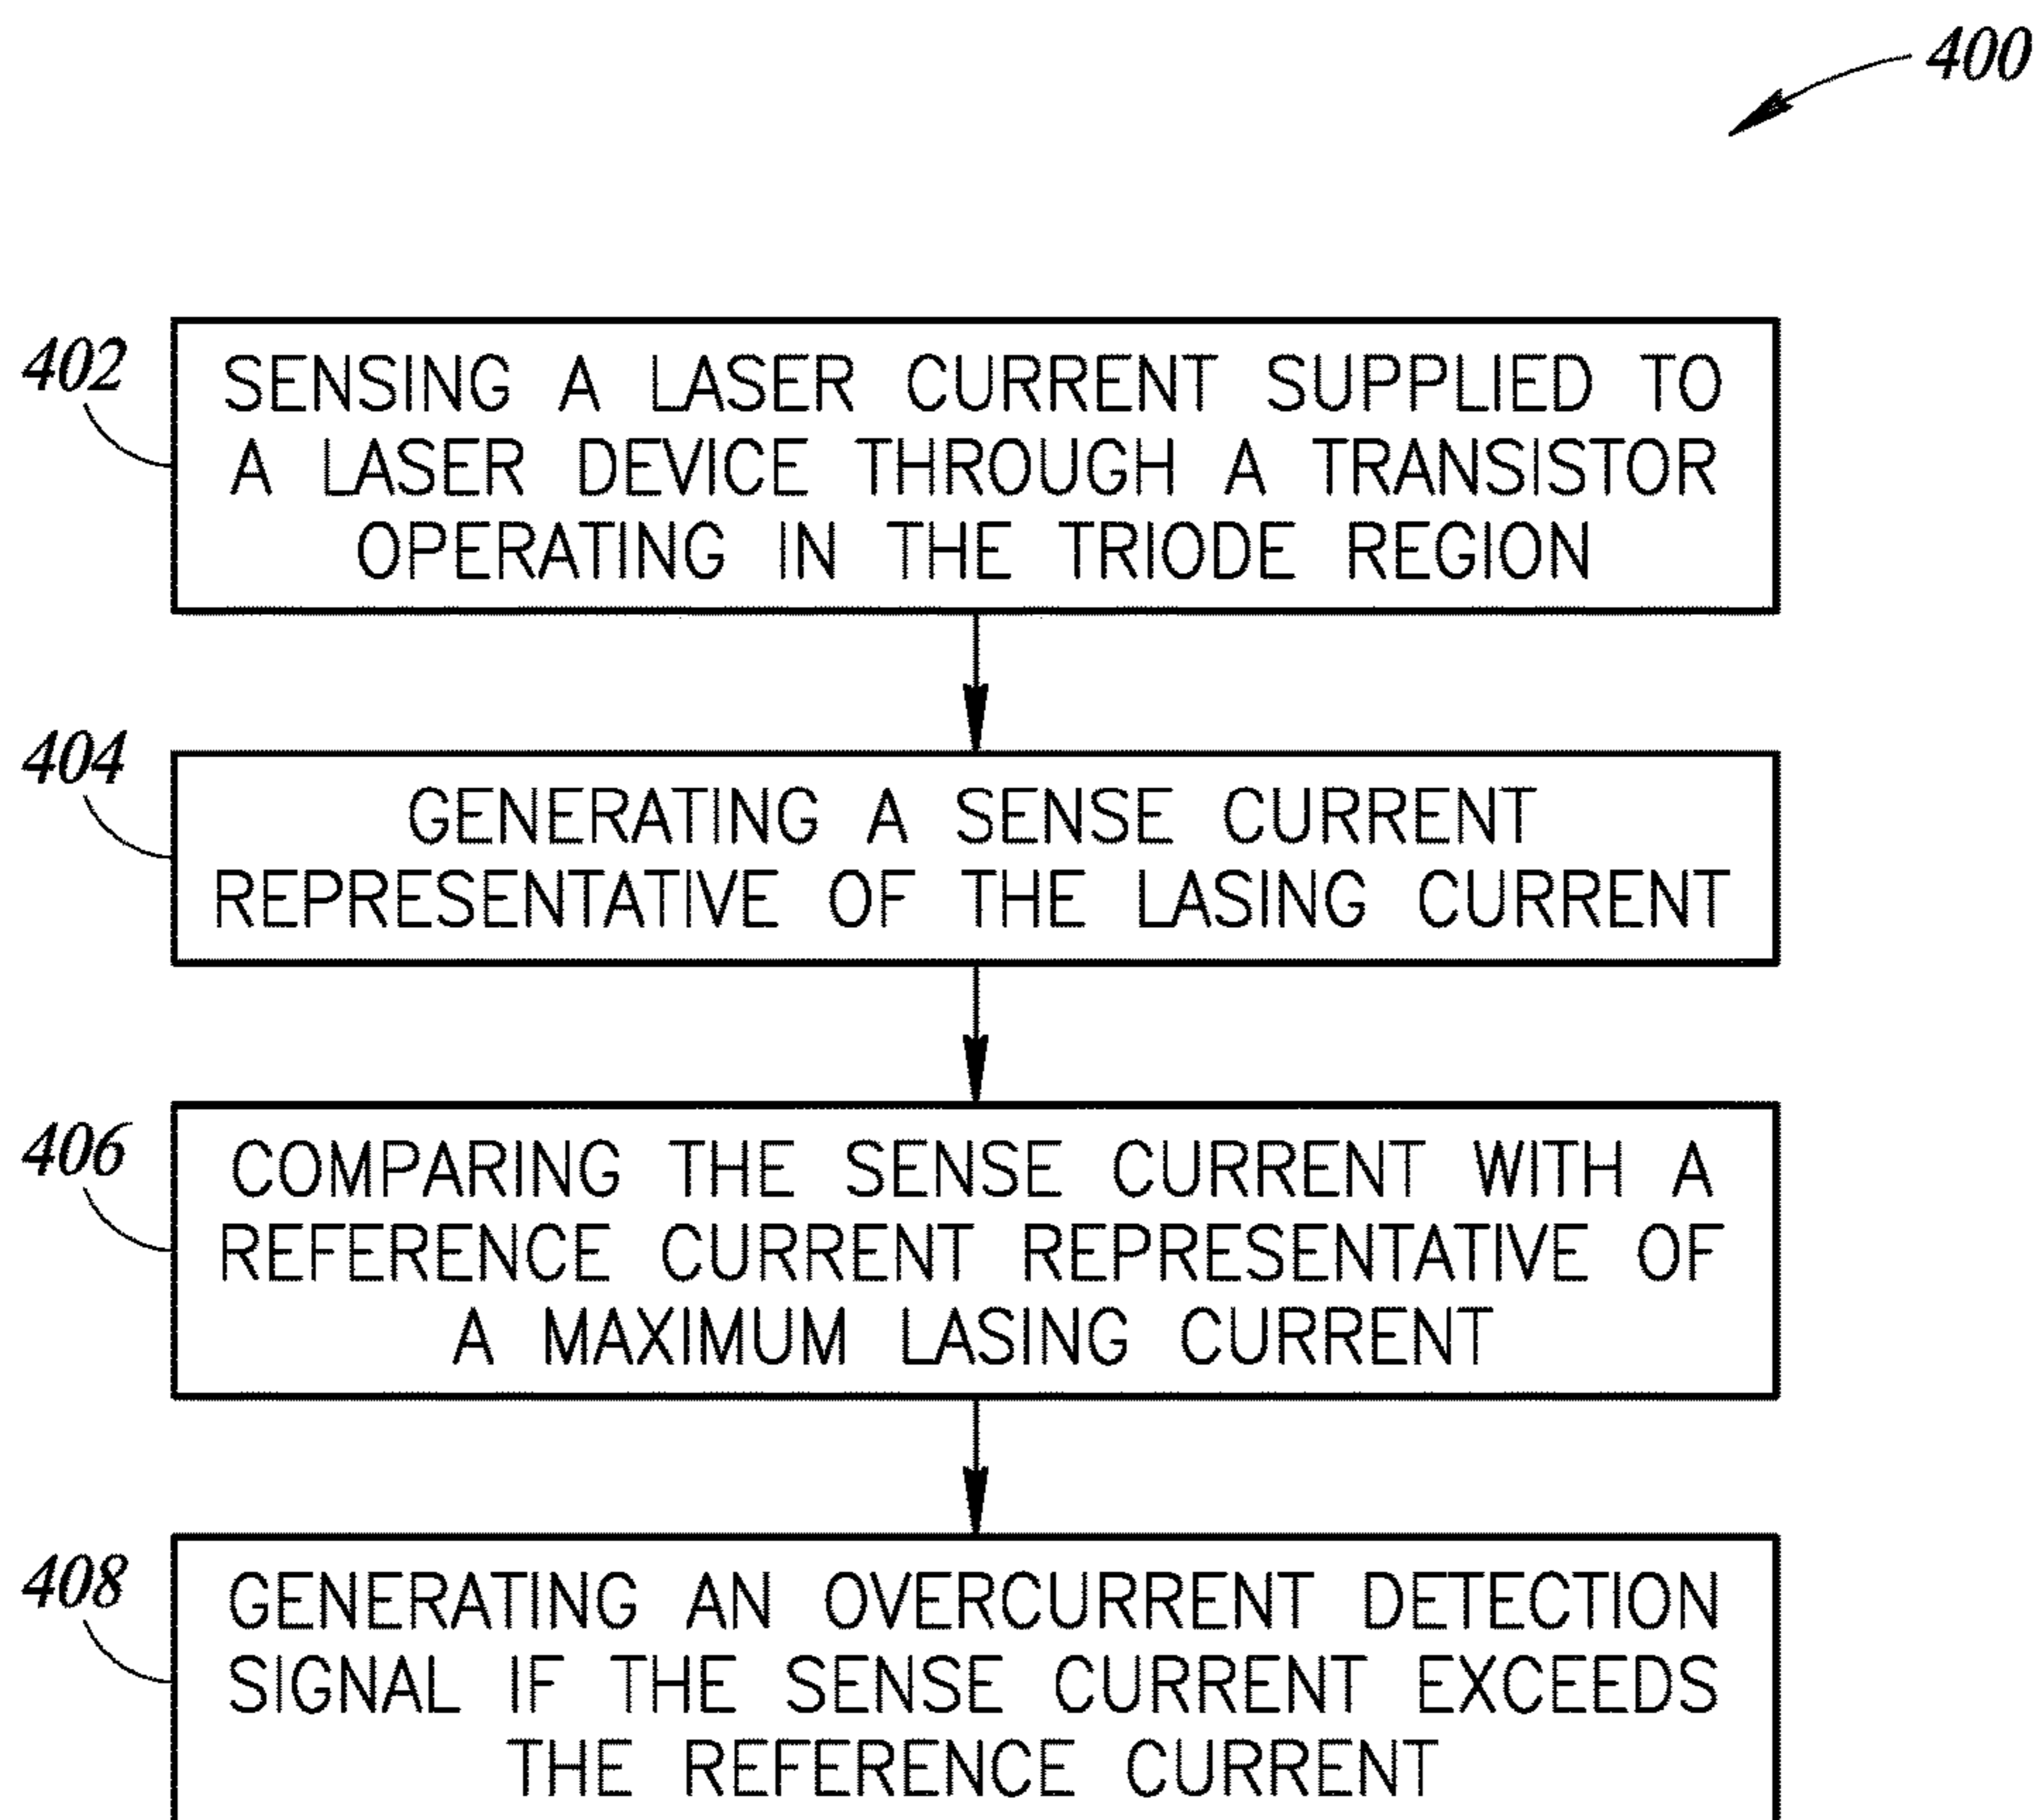 400
402
SENSING A LASER CURRENT SUPPLIED TO
A LASER DEVICE THROUGH A TRANSISTOR
OPERATING IN THE TRIODE REGION
404
GENERATING A SENSE CURRENT
REPRESENTATIVE OF THE LASING CURRENT
406
COMPARING THE SENSE CURRENT WITH A
REFERENCE CURRENT REPRESENTATIVE OF
A MAXIMUM LASING CURRENT
408
GENERATING AN OVERCURRENT DETECTION
SIGNAL IF THE SENSE CURRENT EXCEEDS
THE REFERENCE CURRENT